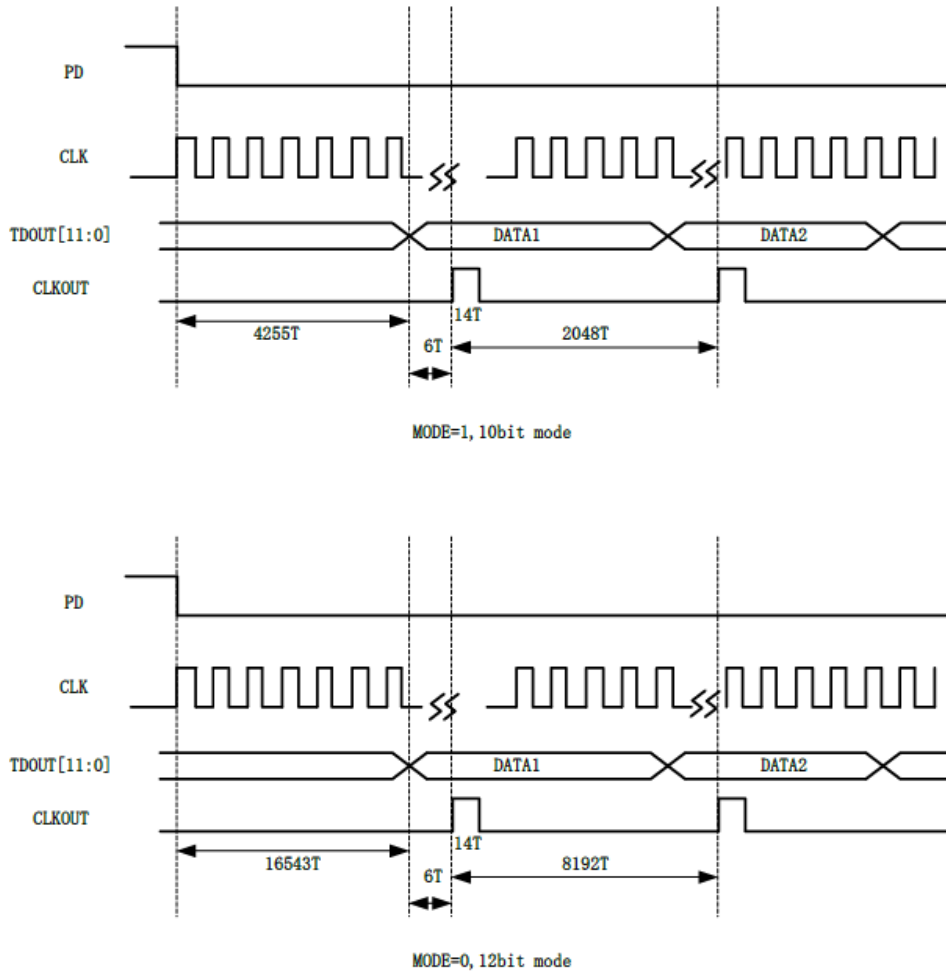 PD
CLK
TDOUT[11:0] DATA1 DATA2
CLKOUT
14T
4255T 2048T
6T
MODE=1,10bit mode
PD
CLK
TDOUT[11:0] DATA1 DATA2
CLKOUT
14T
16543T 8192T
6T
MODE=0,12bit mode